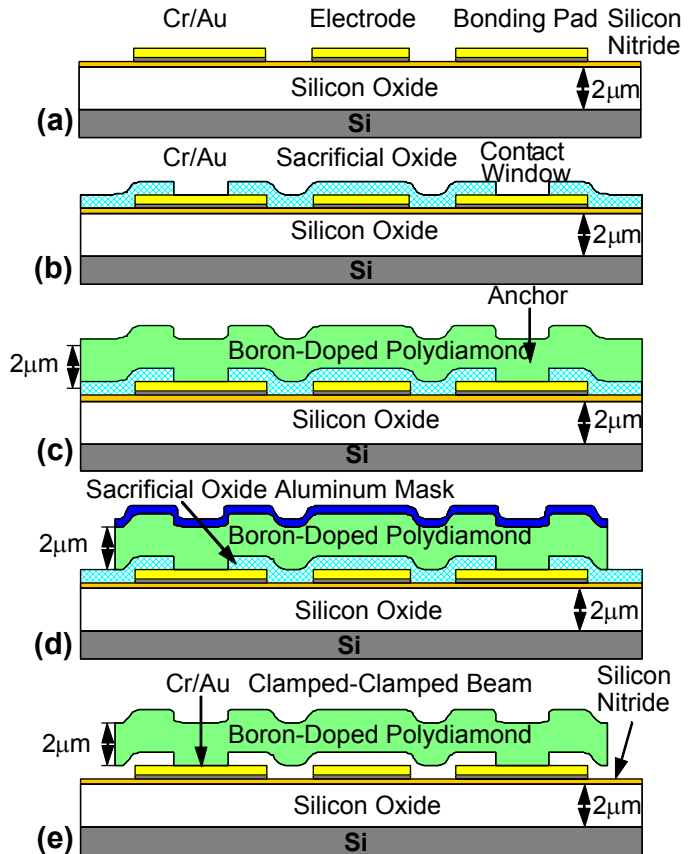 Cr/Au Electrode Bonding Pad Silicon
Nitride
Silicon Oxide 2μm
(a) Si
Cr/Au Sacrificial Oxide Contact
Window
Silicon Oxide 2μm
(b) Si
Anchor
2μm Boron-Doped Polydiamond
Silicon Oxide 2μm
(c) Si
Sacrificial Oxide Aluminum Mask
2μm Boron-Doped Polydiamond
Silicon Oxide 2μm
(d) Si
Cr/Au Clamped-Clamped Beam Silicon
Nitride
2μm Boron-Doped Polydiamond
Silicon Oxide 2μm
(e) Si